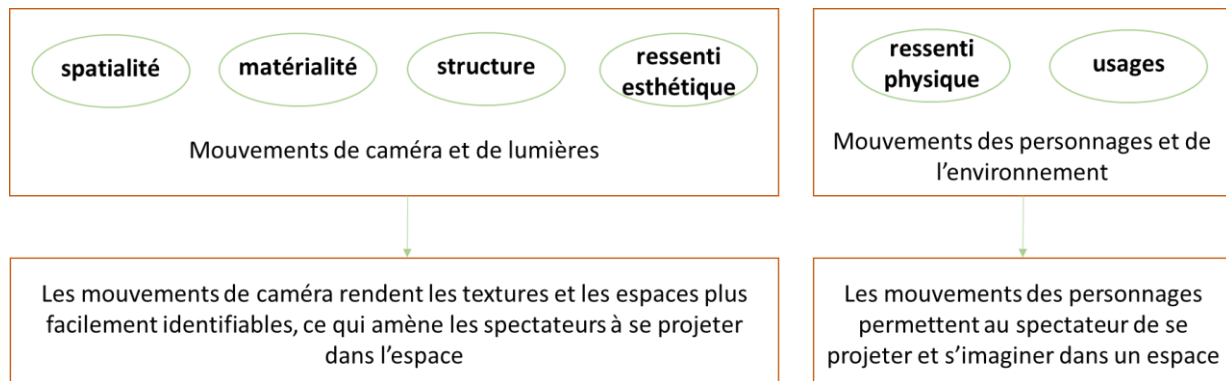 spatialité
matérialité
structure
ressenti
esthétique
Mouvements de caméra et de lumières
ressenti
physique
usages
Mouvements des personnages et de
l’environnement
Les mouvements de caméra rendent les textures et les espaces plus
facilement identifiables, ce qui amène les spectateurs à se projeter
dans l’espace
Les mouvements des personnages
permettent au spectateur de se
projeter et s’imaginer dans un espace